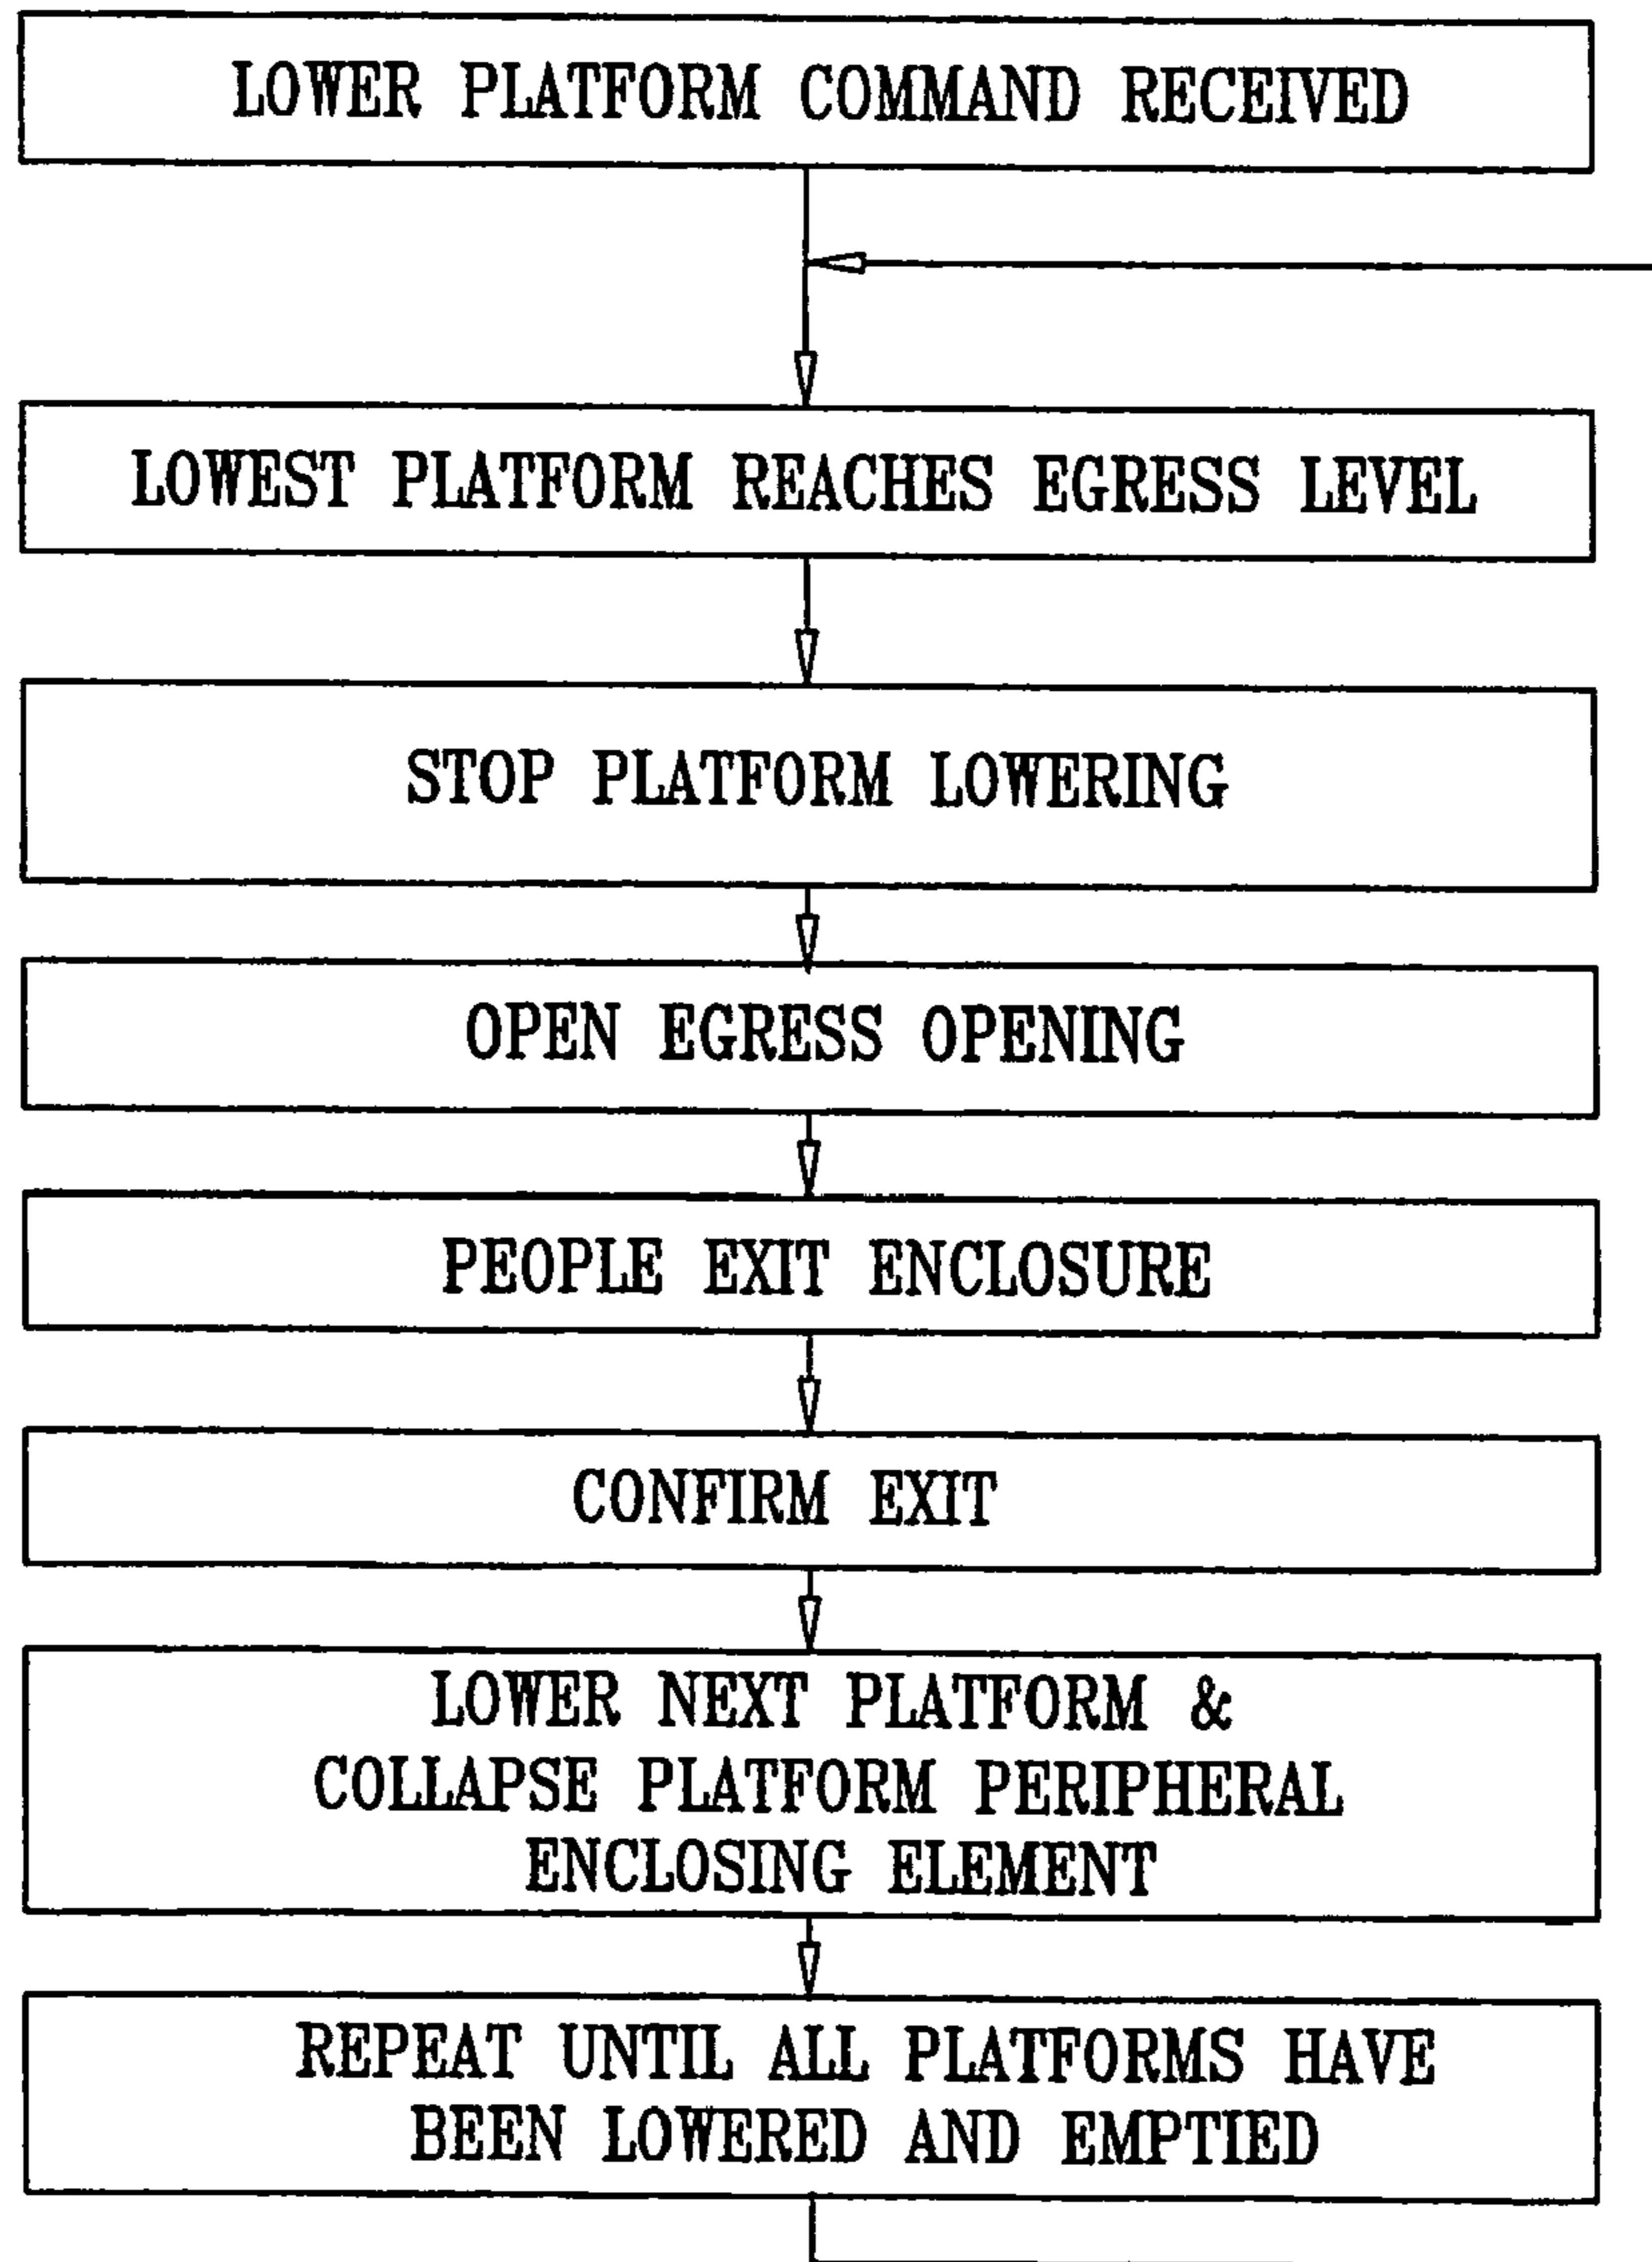 LOWER PLATFORM COMMAND RECEIVED
LOWEST PLATFORM REACHES EGRESS LEVEL
STOP PLATFORM LOWERING
OPEN EGRESS OPENING
PEOPLE EXIT ENCLOSURE
CONFIRM EXIT
LOWER NEXT PLATFORM &
COLLAPSE PLATFORM PERIPHERAL
ENCLOSING ELEMENT
REPEAT UNTIL ALL PLATFORMS HAVE
BEEN LOWERED AND EMPTIED